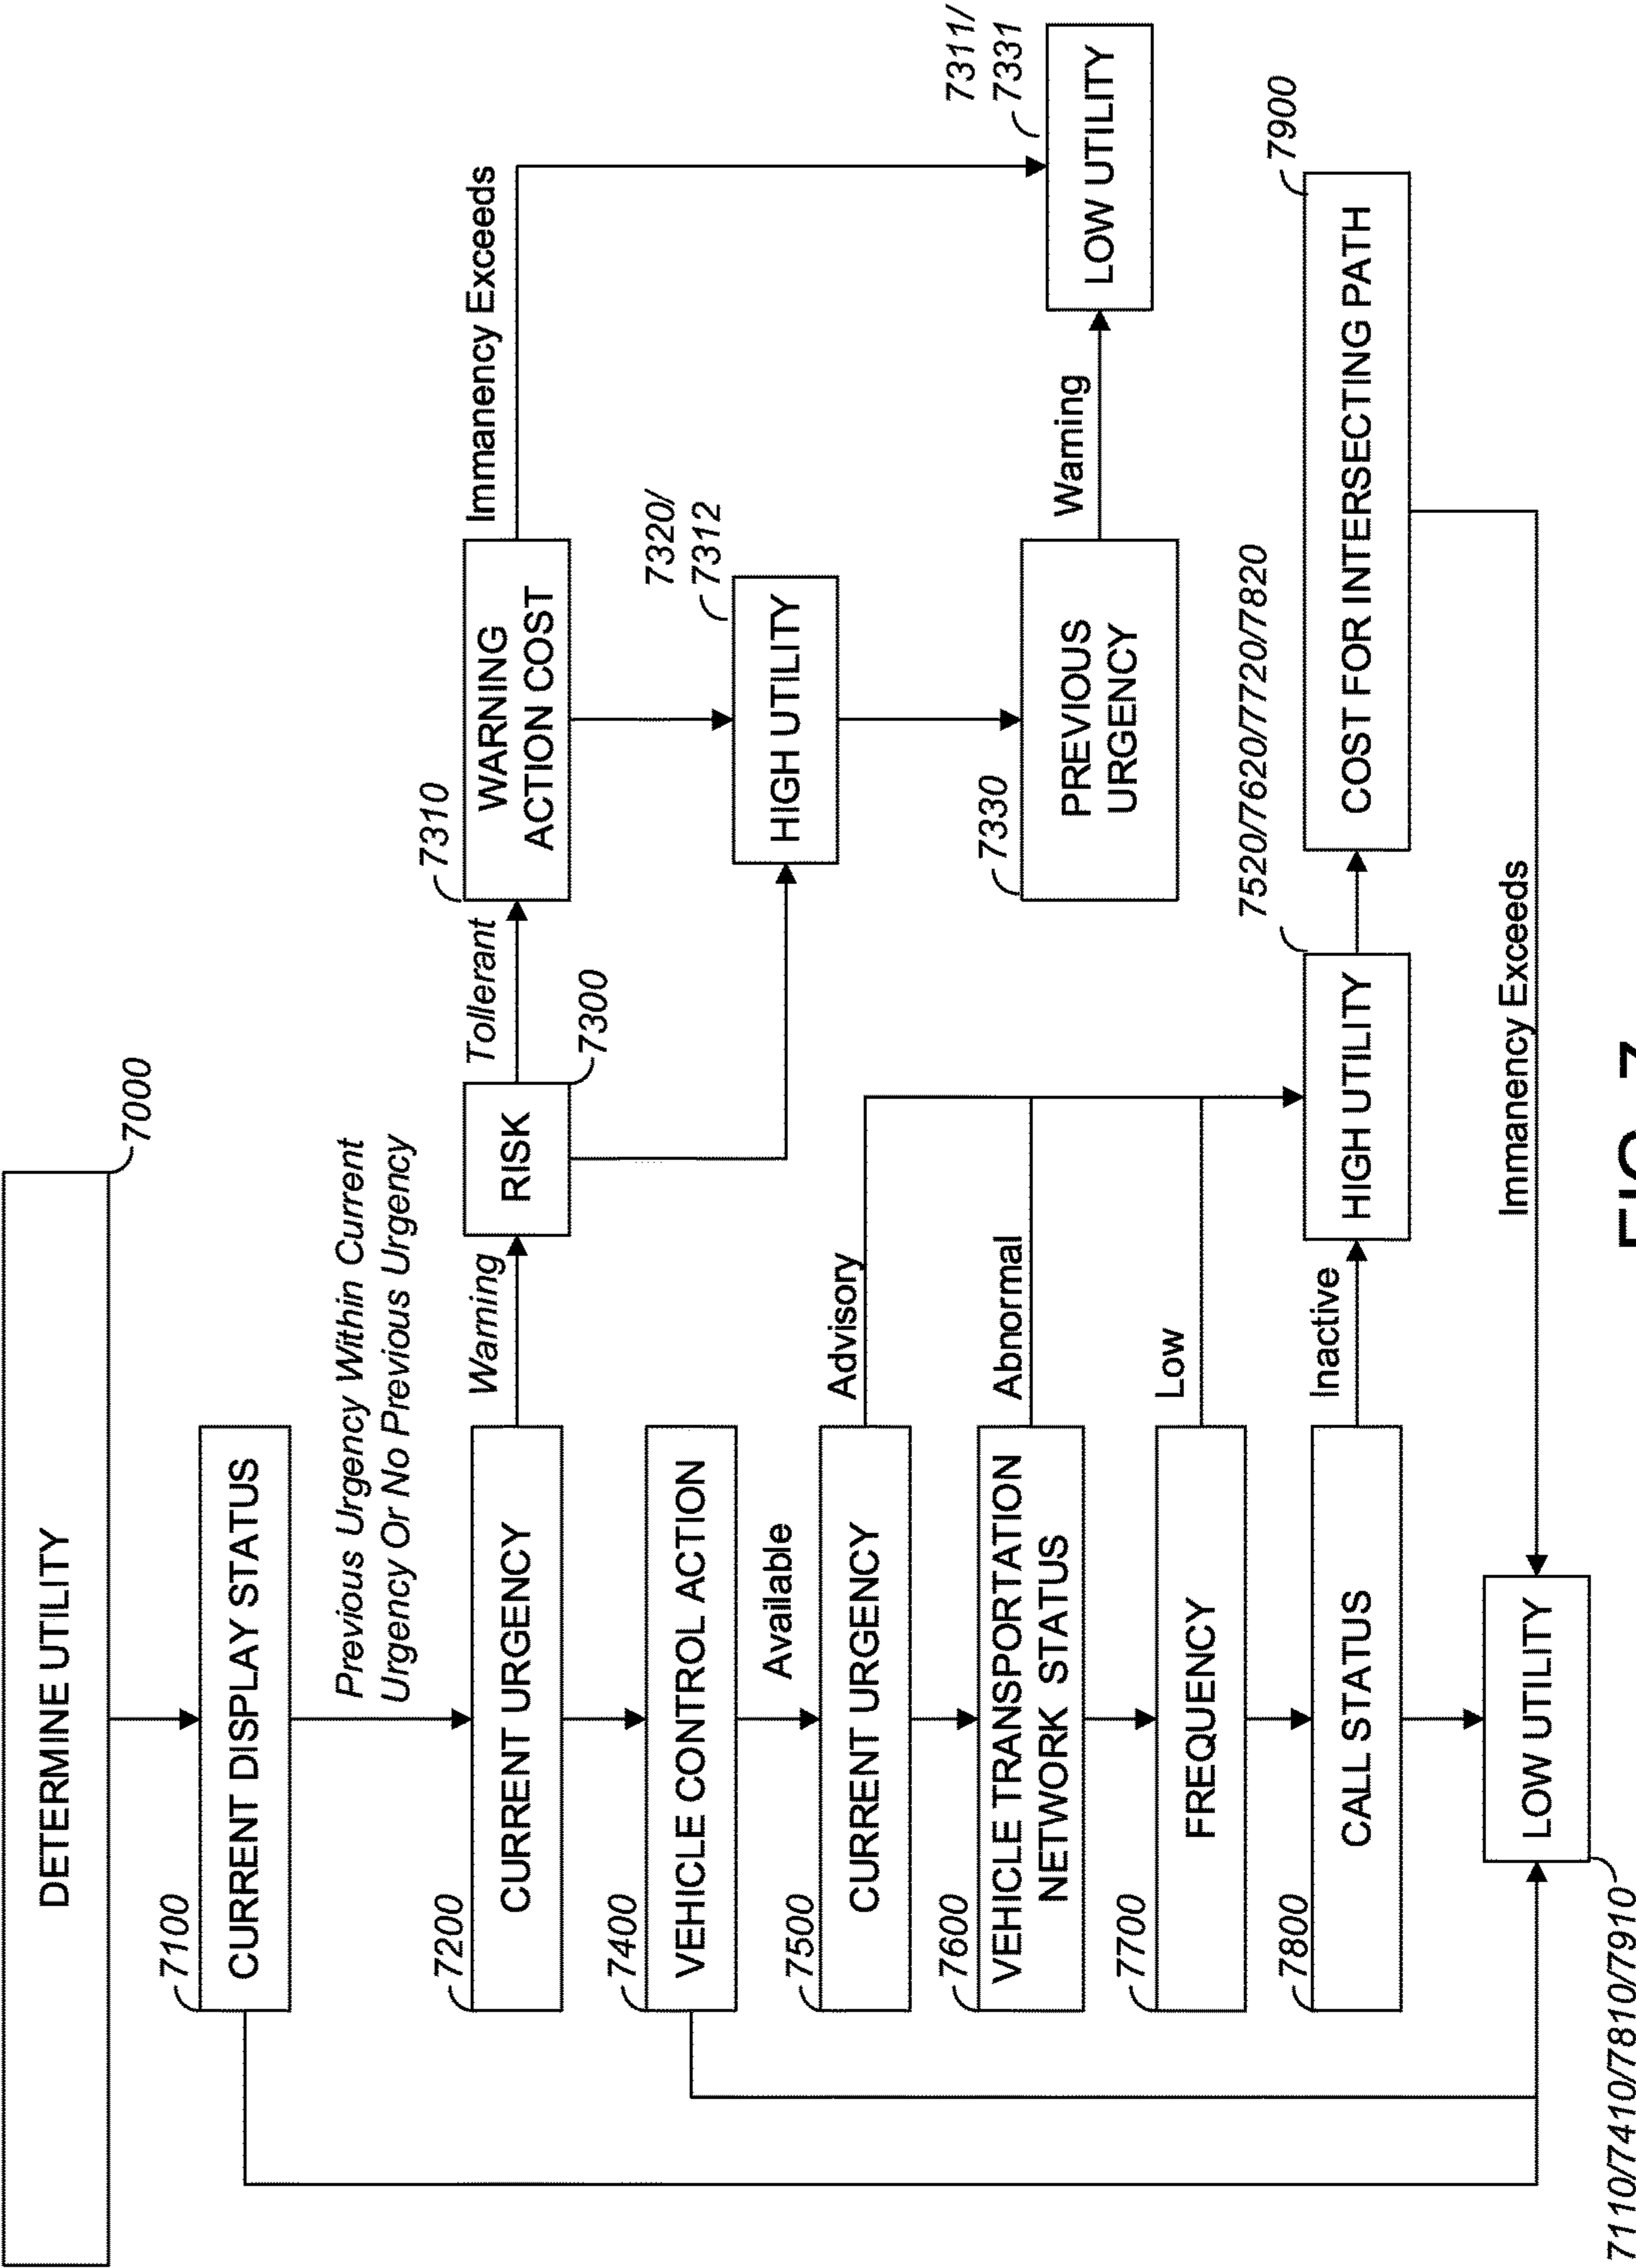 DETERMINE UTILITY
7000
7100
CURRENT DISPLAY STATUS
Previous Urgency Within Current
Urgency Or No Previous Urgency
7200
CURRENT URGENCY
Warning
RISK
7300
Tollerant
7310
WARNING
ACTION COST
Immanency Exceeds
7320/
7312
HIGH UTILITY
7330
PREVIOUS
URGENCY
Warning
7311/
7331
LOW UTILITY
7400
VEHICLE CONTROL ACTION
Available
7500
CURRENT URGENCY
Advisory
7600
VEHICLE TRANSPORTATION
NETWORK STATUS
Abnormal
7700
FREQUENCY
Low
7800
CALL STATUS
Inactive
7520/7620/7720/7820
HIGH UTILITY
7900
COST FOR INTERSECTING PATH
Immanency Exceeds
LOW UTILITY
7110/7410/7810/7910